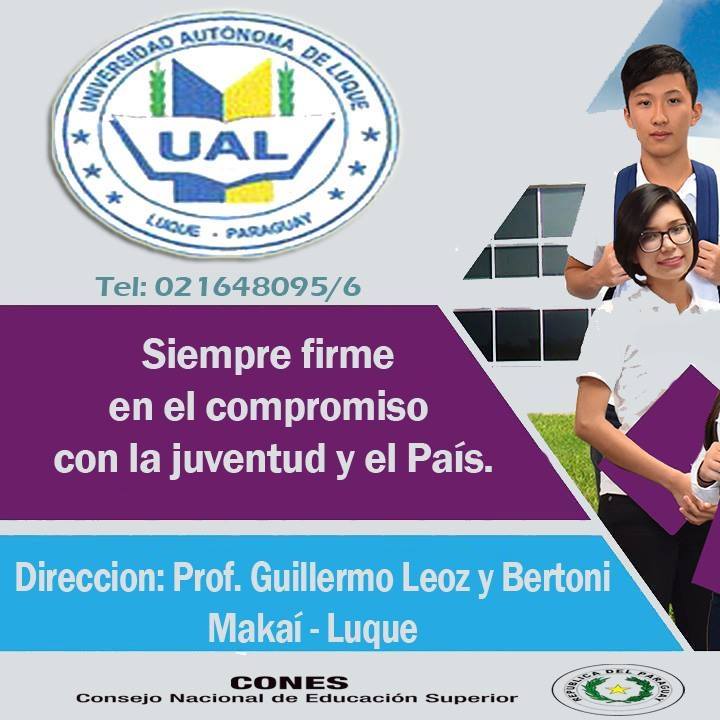 UNIVERSIDAD AUTÓNOMA DE LUQUE
UAL
LUQUE - PARAGUAY
Tel: 021648095/6
Siempre firme
en el compromiso
con la juventud y el País.
Direccion: Prof. Guillermo Leoz y Bertoni
Makaí - Luque
CONES
Consejo Nacional de Educación Superior
REPUBLICA DEL PARAGUAY